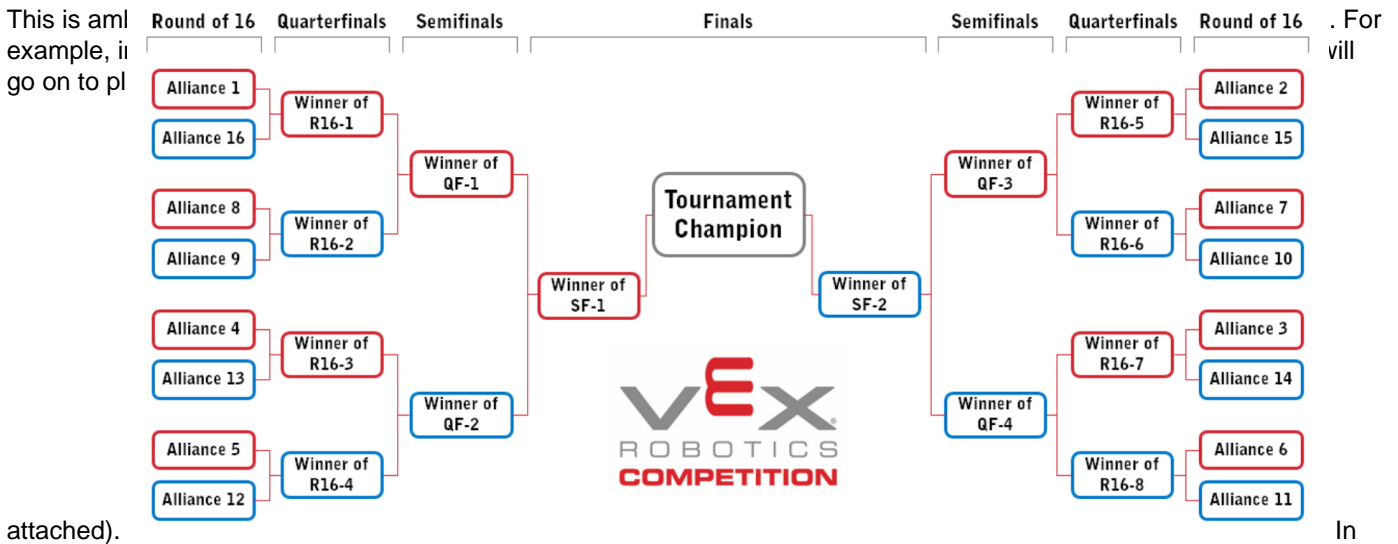 This is
. For
Round of 16 Quarterfinals Semifinals Finals Semifinals Quarterfinals Round of 16
example,
go on to
Alliance 1
Alliance 16
Alliance 8
Alliance 9
Alliance 4
Alliance 13
Alliance 5
Alliance 12
Winner of
R16-1
Winner of
R16-2
Winner of
R16-3
Winner of
R16-4
Winner of
QF-1
Winner of
QF-2
Winner of
SF-1
Tournament
Champion
Winner of
SF-2
VEX
ROBOTICS
COMPETITION
Winner of
QF-3
Winner of
QF-4
Winner of
R16-5
Winner of
R16-6
Winner of
R16-7
Winner of
R16-8
Alliance 2
Alliance 15
Alliance 7
Alliance 10
Alliance 3
Alliance 14
Alliance 6
Alliance 11
attached).
In